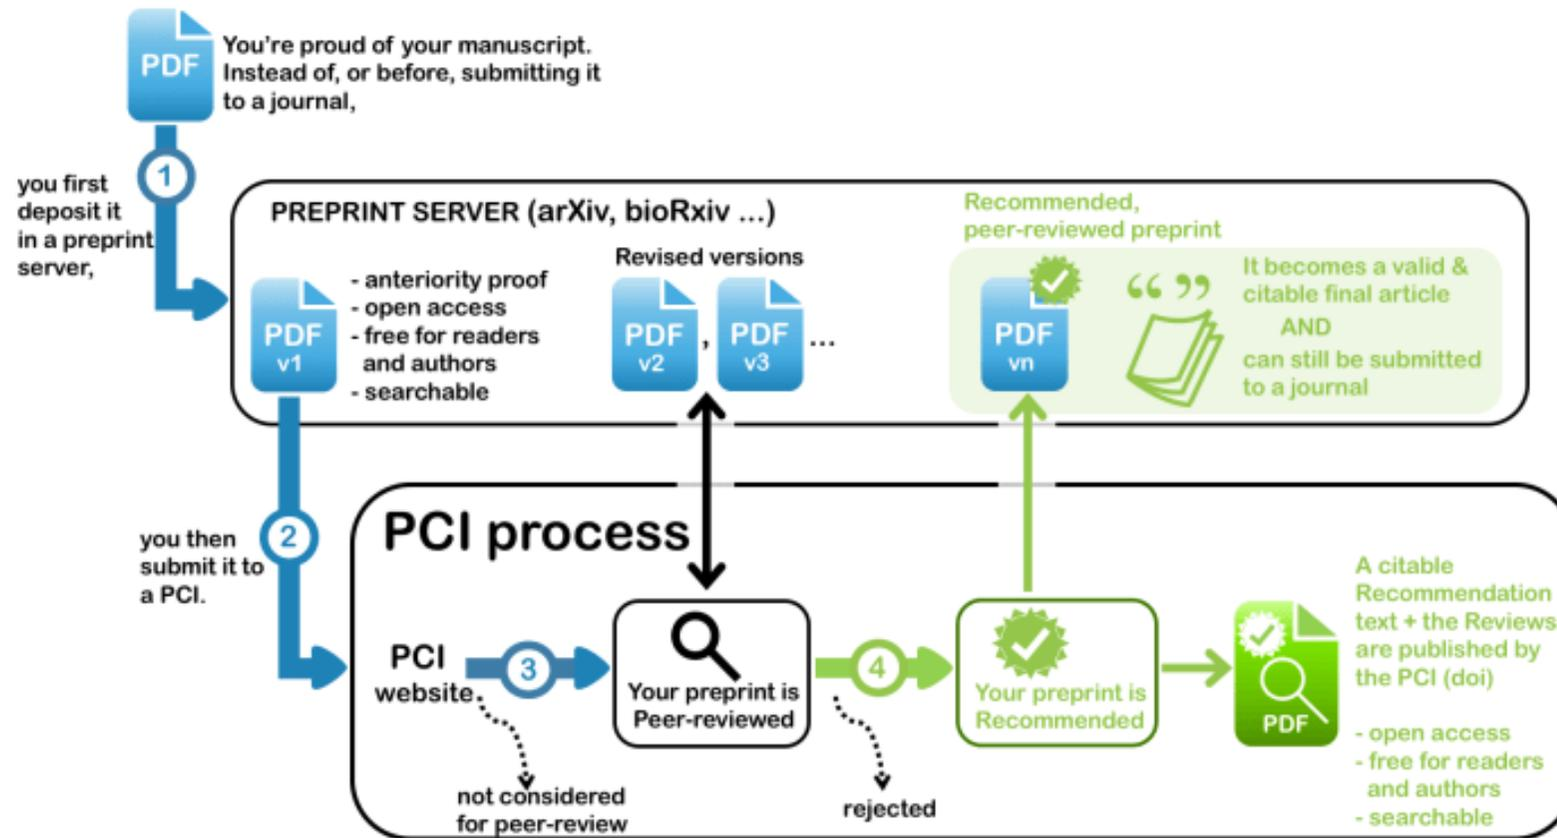 PDF
You're proud of your manuscript.
Instead of, or before, submitting it
to a journal,
1
you first
deposit it
in a preprint
server,
PREPRINT SERVER (arXiv, bioRxiv ...)
PDF
v1
- anteriority proof
- open access
- free for readers
and authors
- searchable
Revised versions
PDF
v2
,
PDF
v3
...
Recommended,
peer-reviewed preprint
PDF
vn
“ ”
It becomes a valid &
citable final article
AND
can still be submitted
to a journal
2
you then
submit it to
a PCI.
PCI process
PCI
website
3
not considered
for peer-review
Your preprint is
Peer-reviewed
4
rejected
Your preprint is
Recommended
PDF
A citable
Recommendation
text + the Reviews
are published by
the PCI (doi)
- open access
- free for readers
and authors
- searchable